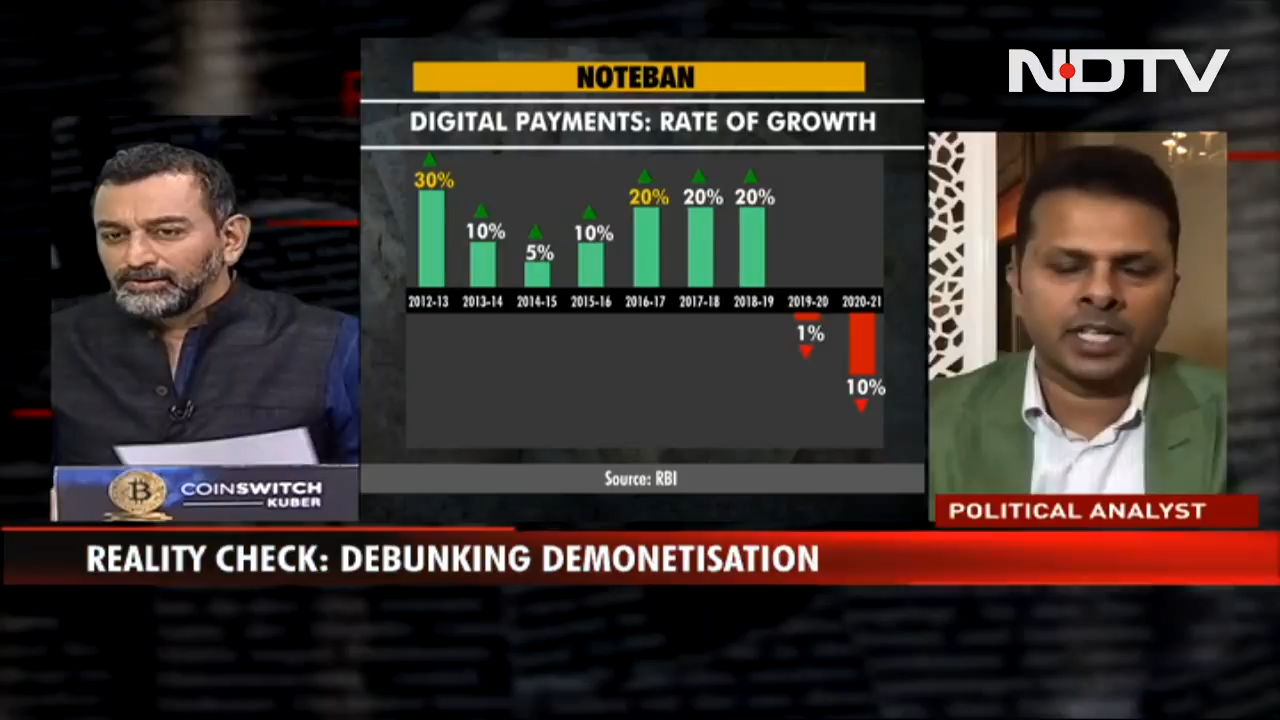 NDTV
NOTEBAN
DIGITAL PAYMENTS: RATE OF GROWTH
30%
10%
5%
10%
20%
20%
20%
2012-13 2013-14 2014-15 2015-16 2016-17 2017-18 2018-19 2019-20 2020-21
1%
10%
Source: RBI
COINSWITCH
KUBER
POLITICAL ANALYST
REALITY CHECK: DEBUNKING DEMONETISATION